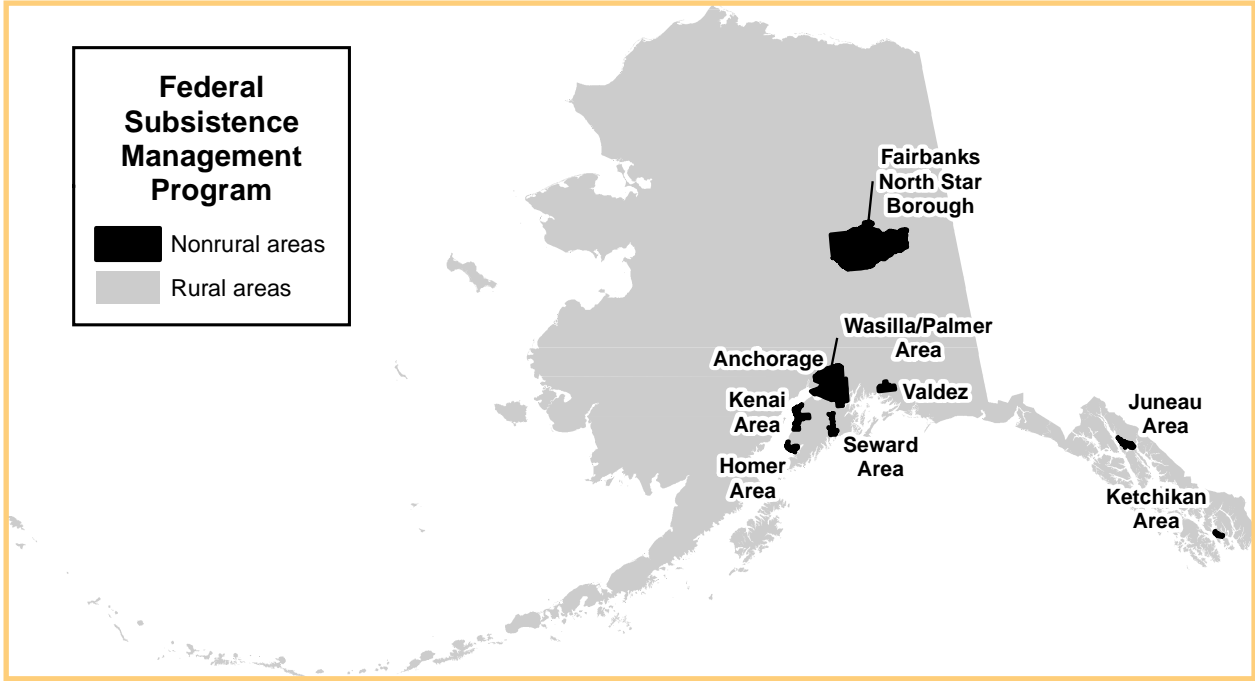 Federal
Subsistence
Management
Program
Nonrural areas
Rural areas
Fairbanks
North Star
Borough
Wasilla/Palmer
Area
Anchorage
Valdez
Kenai
Area
Seward
Area
Homer
Area
Juneau
Area
Ketchikan
Area